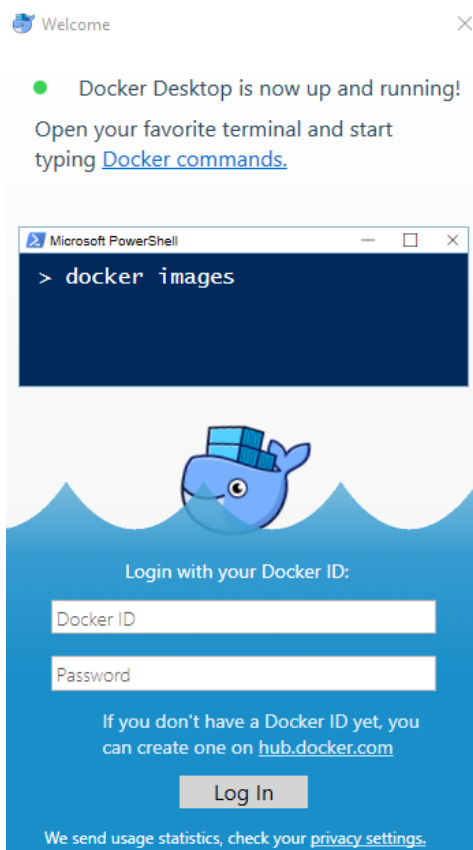 Welcome
Docker Desktop is now up and running!
Open your favorite terminal and start
typing Docker commands.
Microsoft PowerShell
> docker images
Login with your Docker ID:
Docker ID
Password
If you don't have a Docker ID yet, you
can create one on hub.docker.com
Log In
We send usage statistics, check your privacy settings.